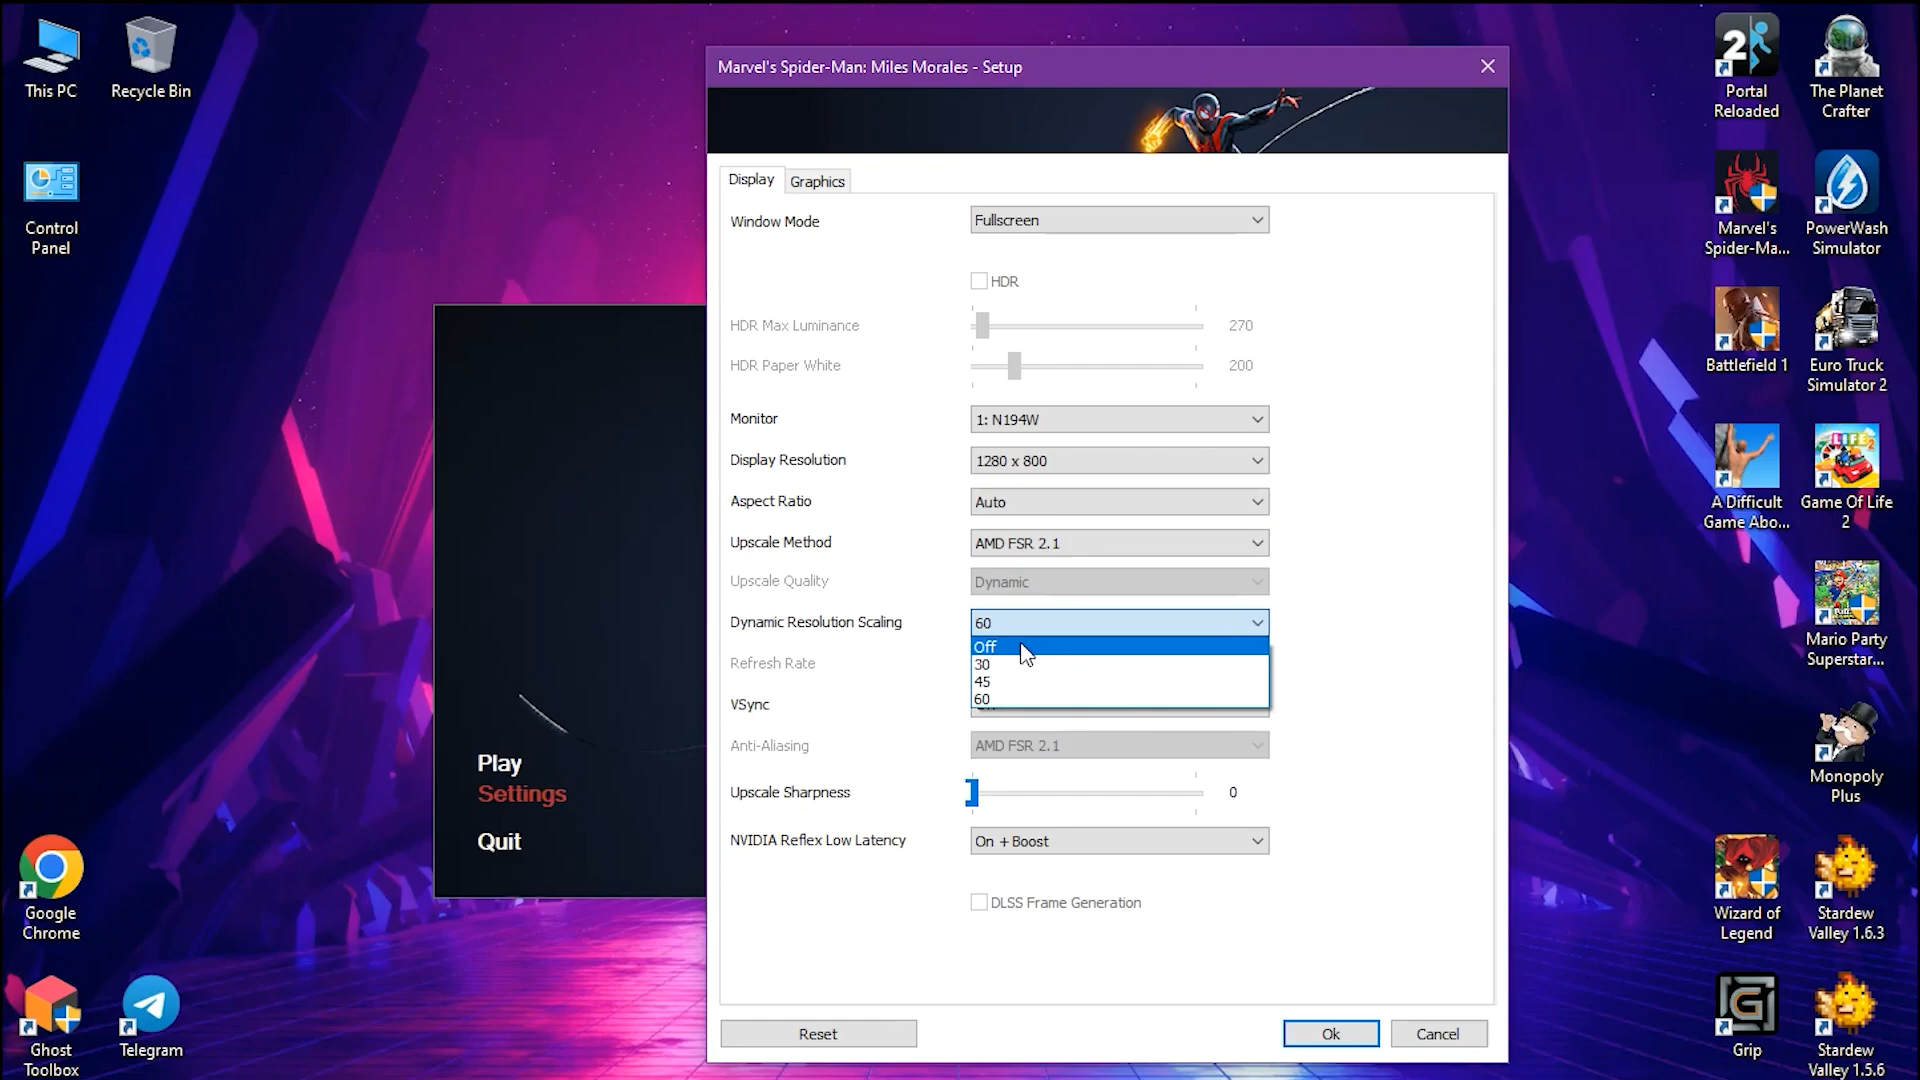 This PC
Recycle Bin
Control
Panel
Google
Chrome
Ghost
Toolbox
Telegram
Play
Settings
Quit
Marvel's Spider-Man: Miles Morales - Setup
Display
Graphics
Window Mode
Fullscreen
HDR
HDR Max Luminance
270
HDR Paper White
200
Monitor
1: N194W
Display Resolution
1280 x 800
Aspect Ratio
Auto
Upscale Method
AMD FSR 2.1
Upscale Quality
Dynamic
Dynamic Resolution Scaling
60
Off
30
45
60
Refresh Rate
VSync
Anti-Aliasing
AMD FSR 2.1
Upscale Sharpness
0
NVIDIA Reflex Low Latency
On + Boost
DLSS Frame Generation
Reset
Ok
Cancel
2
Portal
Reloaded
The Planet
Crafter
Marvel's
Spider-Ma...
PowerWash
Simulator
Battlefield 1
Euro Truck
Simulator 2
A Difficult
Game Abo...
LIFE
2
Game Of Life
2
Mario Party
Superstar...
Monopoly
Plus
Wizard of
Legend
Stardew
Valley 1.6.3
G
Grip
Stardew
Valley 1.5.6